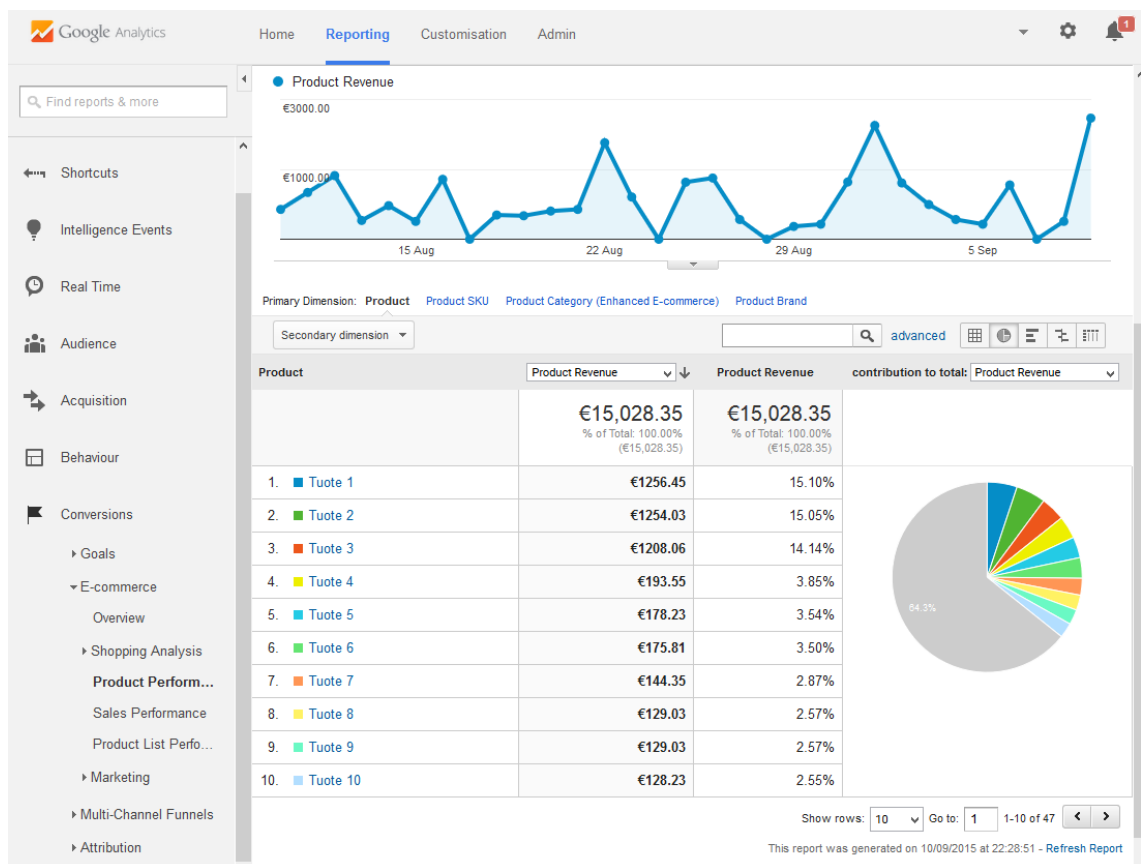 Google Analytics
Home Reporting Customisation Admin
1
Find reports & more
Shortcuts
Intelligence Events
Real Time
Audience
Acquisition
Behaviour
Conversions
Goals
E-commerce
Overview
Shopping Analysis
Product Perform...
Sales Performance
Product List Perfo...
Marketing
Multi-Channel Funnels
Attribution
Product Revenue
€3000.00
€1000.00
15 Aug 22 Aug 29 Aug 5 Sep
Primary Dimension: Product Product SKU Product Category (Enhanced E-commerce) Product Brand
Secondary dimension advanced
Product Product Revenue Product Revenue contribution to total: Product Revenue
€15,028.35 €15,028.35
% of Total: 100.00% % of Total: 100.00%
(€15,028.35) (€15,028.35)
1. Tuote 1 €1256.45 15.10%
2. Tuote 2 €1254.03 15.05%
3. Tuote 3 €1208.06 14.14%
4. Tuote 4 €193.55 3.85%
5. Tuote 5 €178.23 3.54%
6. Tuote 6 €175.81 3.50%
7. Tuote 7 €144.35 2.87%
8. Tuote 8 €129.03 2.57%
9. Tuote 9 €129.03 2.57%
10. Tuote 10 €128.23 2.55%
64.3%
Show rows: 10 Go to: 1 1-10 of 47
This report was generated on 10/09/2015 at 22:28:51 - Refresh Report